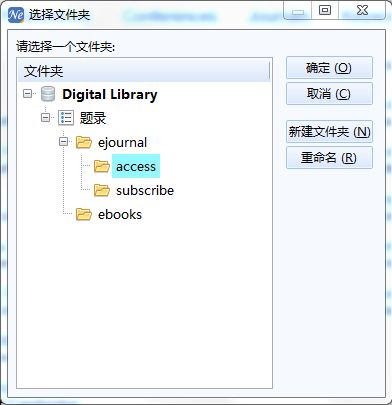 Ne 选择文件夹
请选择一个文件夹:
文件夹
Digital Library
题录
ejournal
access
subscribe
ebooks
确定 (O)
取消 (C)
新建文件夹 (N)
重命名 (R)